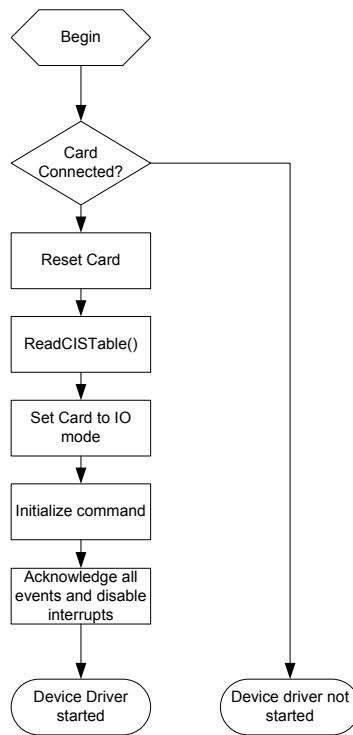 Begin
Card
Connected?
Reset Card
ReadCISTable()
Set Card to IO
mode
Initialize command
Acknowledge all
events and disable
interrupts
Device Driver
started
Device driver not
started